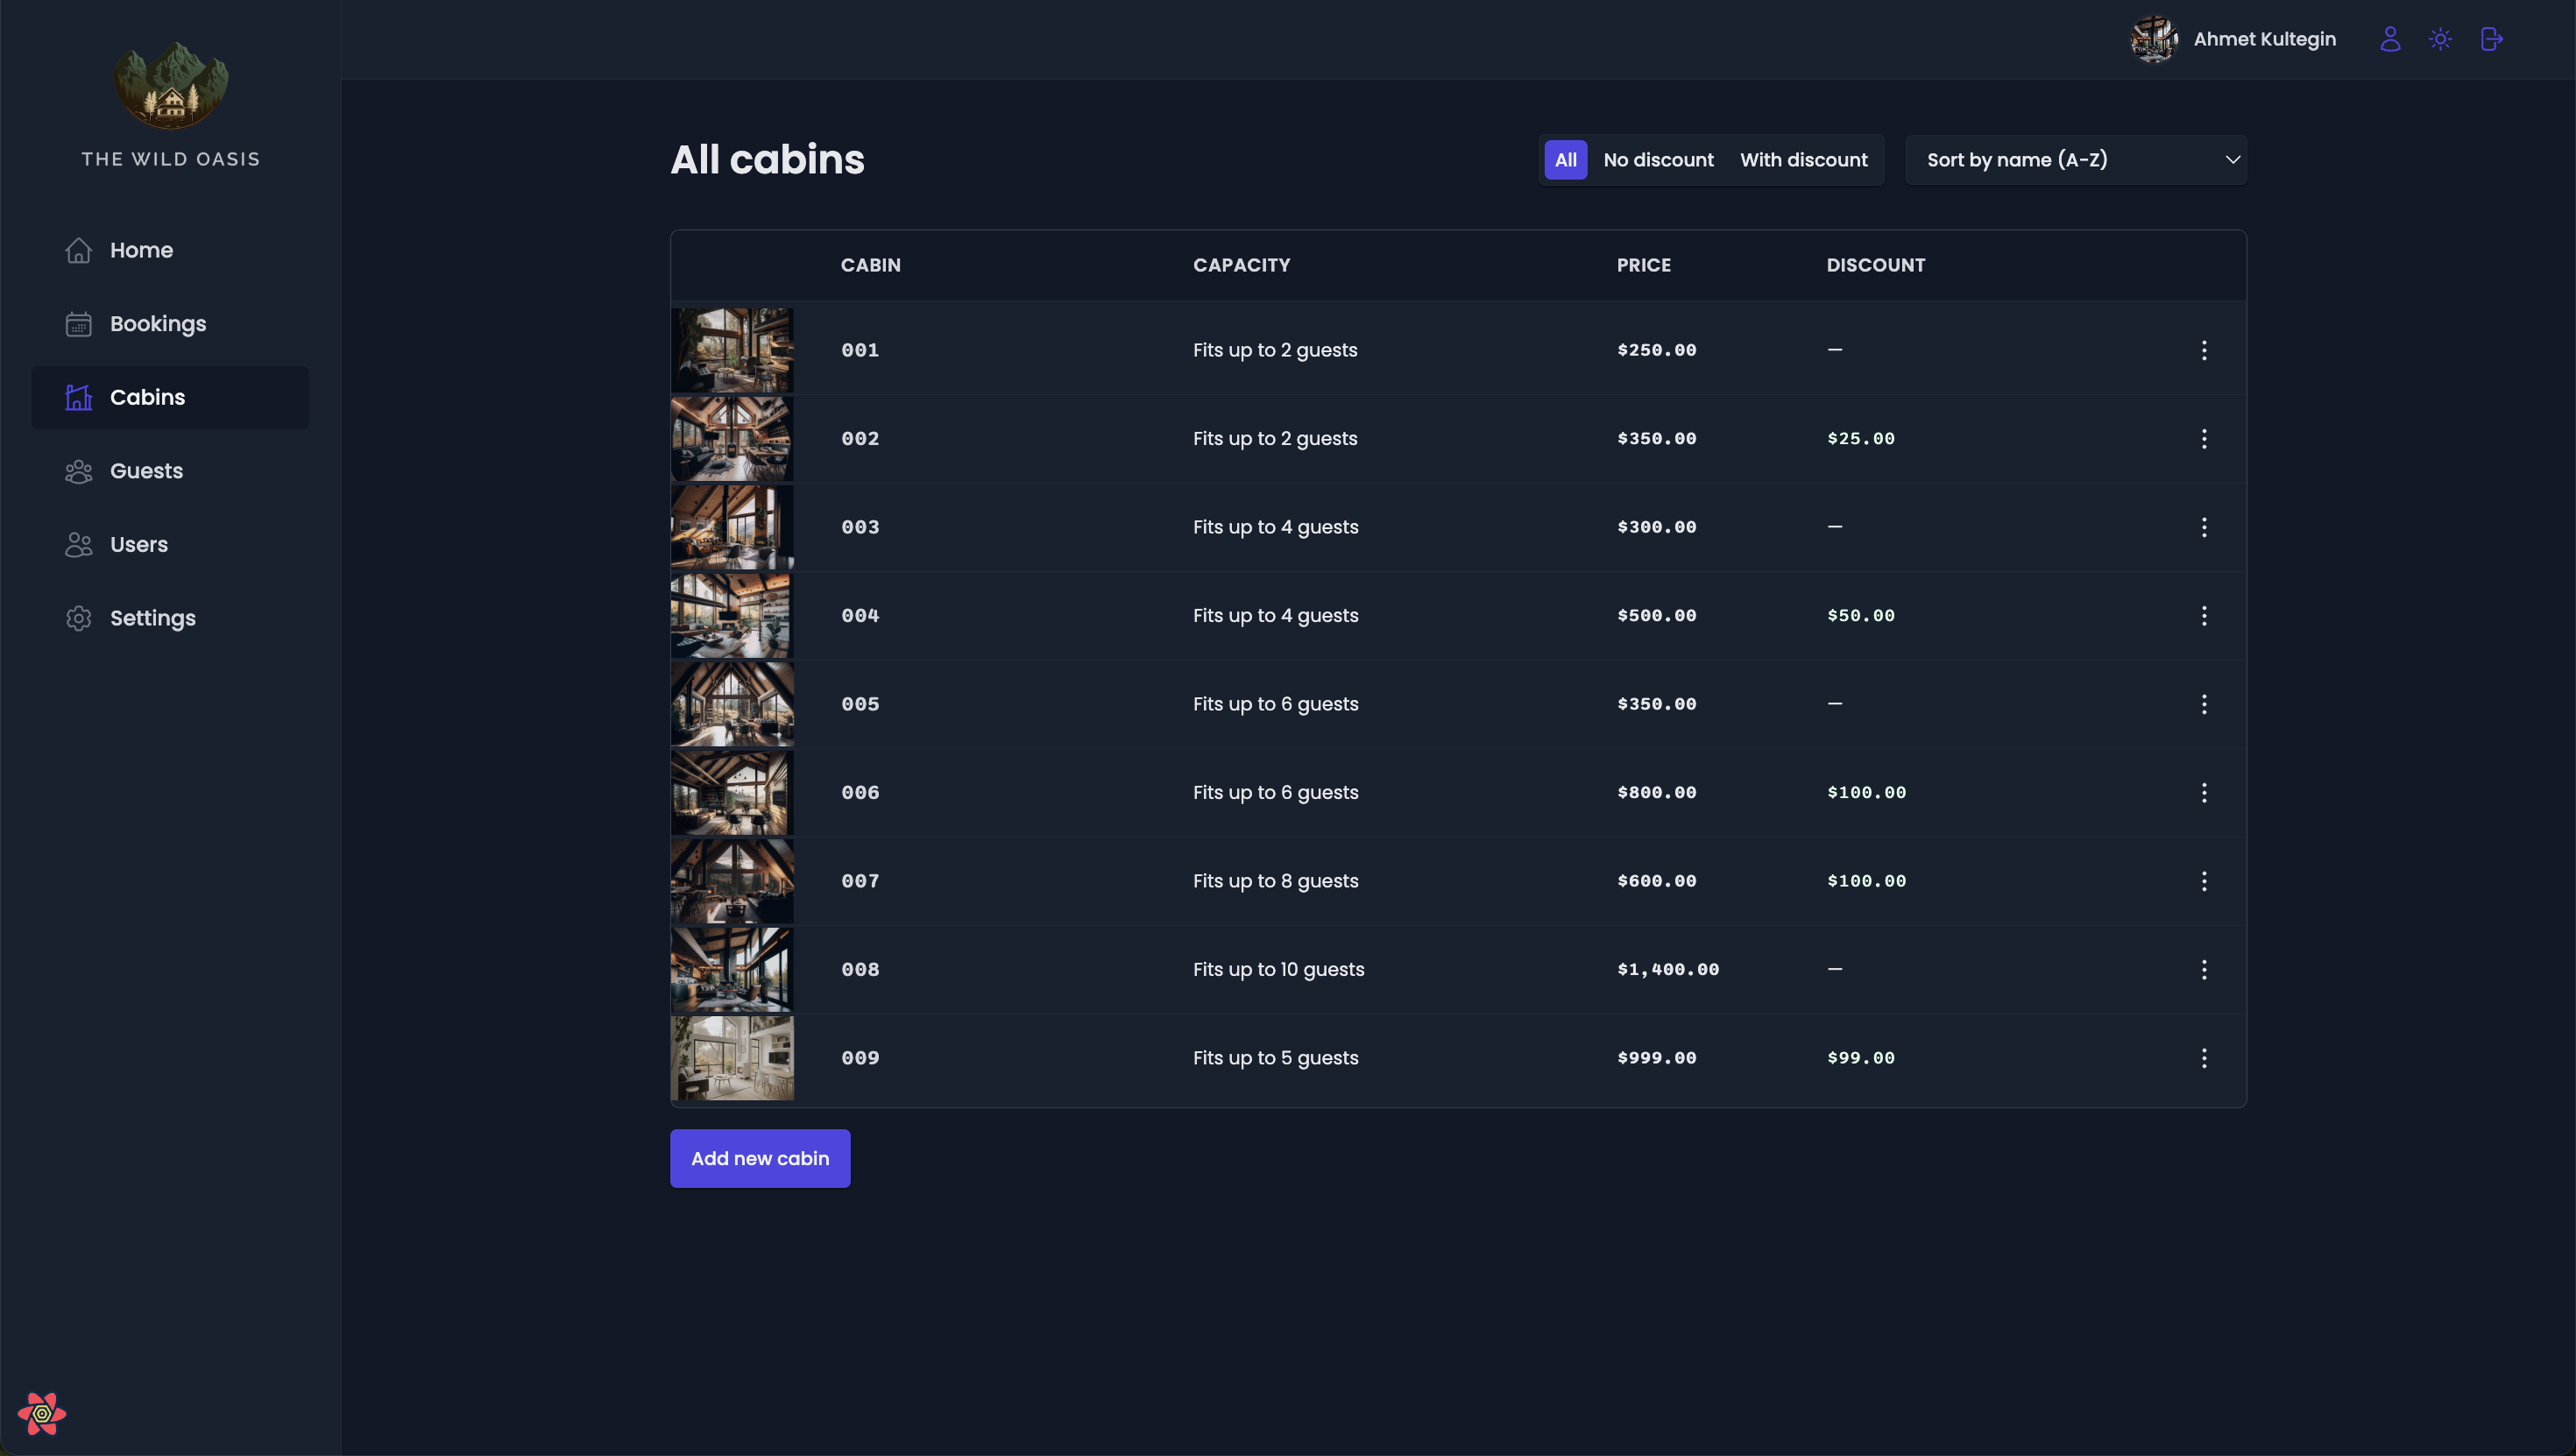 Ahmet Kultegin
THE WILD OASIS
Home
Bookings
Cabins
Guests
Users
Settings
All cabins
All No discount With discount Sort by name (A-Z)
CABIN CAPACITY PRICE DISCOUNT
001 Fits up to 2 guests $250.00 —
002 Fits up to 2 guests $350.00 $25.00
003 Fits up to 4 guests $300.00 —
004 Fits up to 4 guests $500.00 $50.00
005 Fits up to 6 guests $350.00 —
006 Fits up to 6 guests $800.00 $100.00
007 Fits up to 8 guests $600.00 $100.00
008 Fits up to 10 guests $1,400.00 —
009 Fits up to 5 guests $999.00 $99.00
Add new cabin